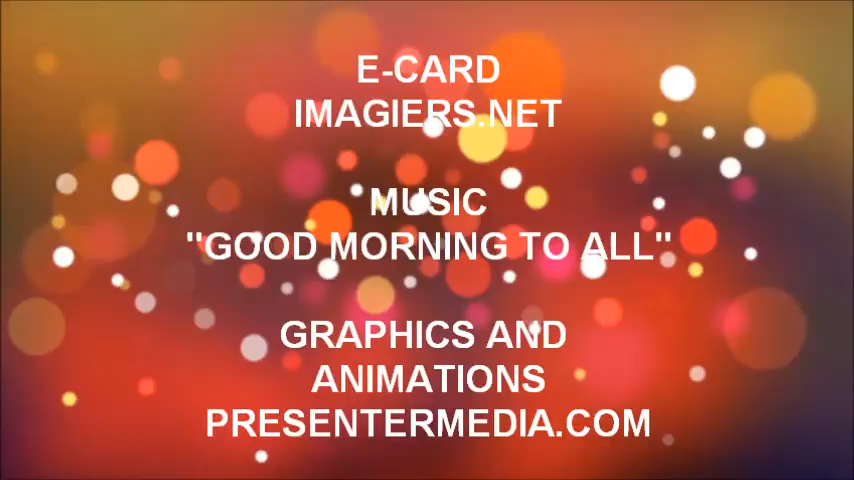 E-CARD
IMAGIERS.NET
MUSIC
"GOOD MORNING TO ALL"
GRAPHICS AND
ANIMATIONS
PRESENTERMEDIA.COM